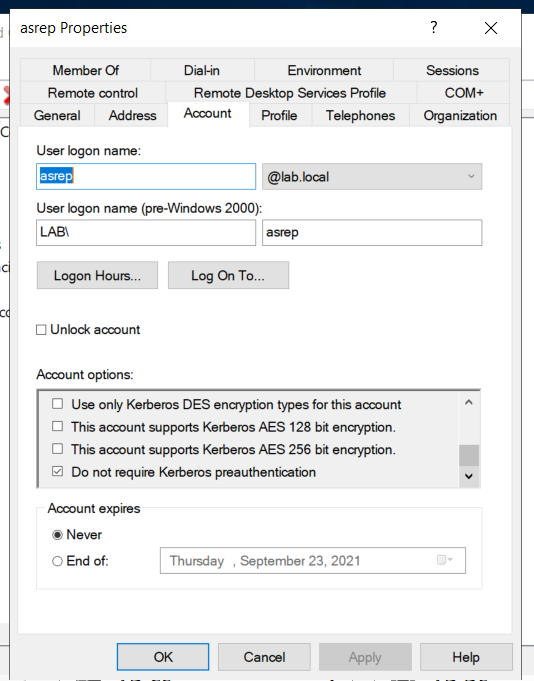 asrep Properties
?
Member Of Dial-in Environment Sessions
Remote control Remote Desktop Services Profile COM+
General Address Account Profile Telephones Organization
User logon name:
asrep @lab.local
User logon name (pre-Windows 2000):
LAB\ asrep
Logon Hours... Log On To...
Unlock account
Account options:
Use only Kerberos DES encryption types for this account
This account supports Kerberos AES 128 bit encryption.
This account supports Kerberos AES 256 bit encryption.
Do not require Kerberos preauthentication
Account expires
Never
End of: Thursday , September 23, 2021
OK Cancel Apply Help